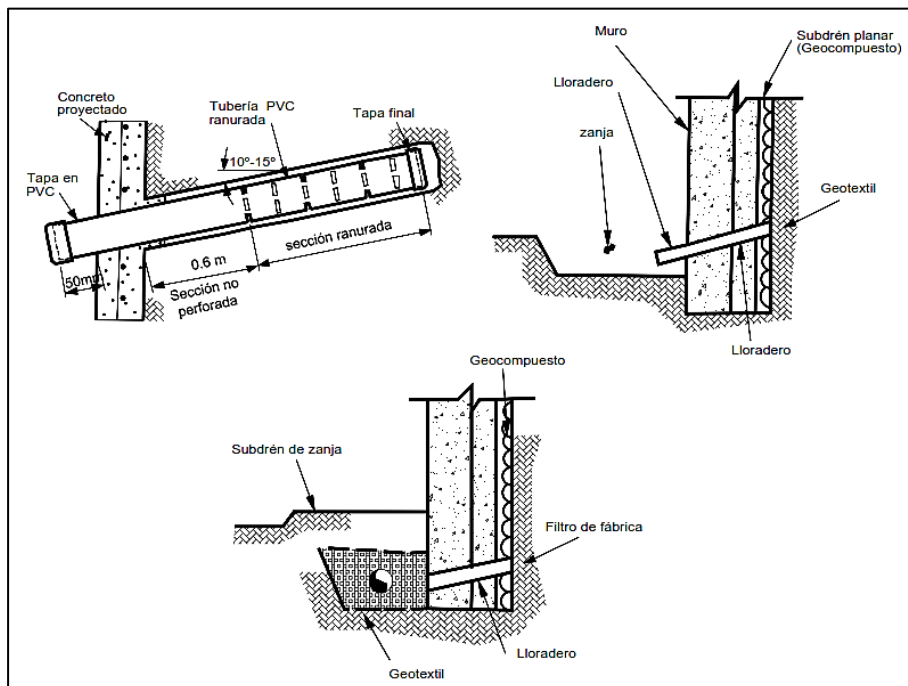 Concreto
proyectado
Tubería PVC
ranurada
Tapa final
10º-15º
Tapa en
PVC
50mm
0.6 m
Sección no
perforada
sección ranurada
Muro
Subdrén planar
(Geocompuesto)
Lloradero
zanja
Geotextil
Lloradero
Geocompuesto
Subdrén de zanja
Filtro de fábrica
Lloradero
Geotextil